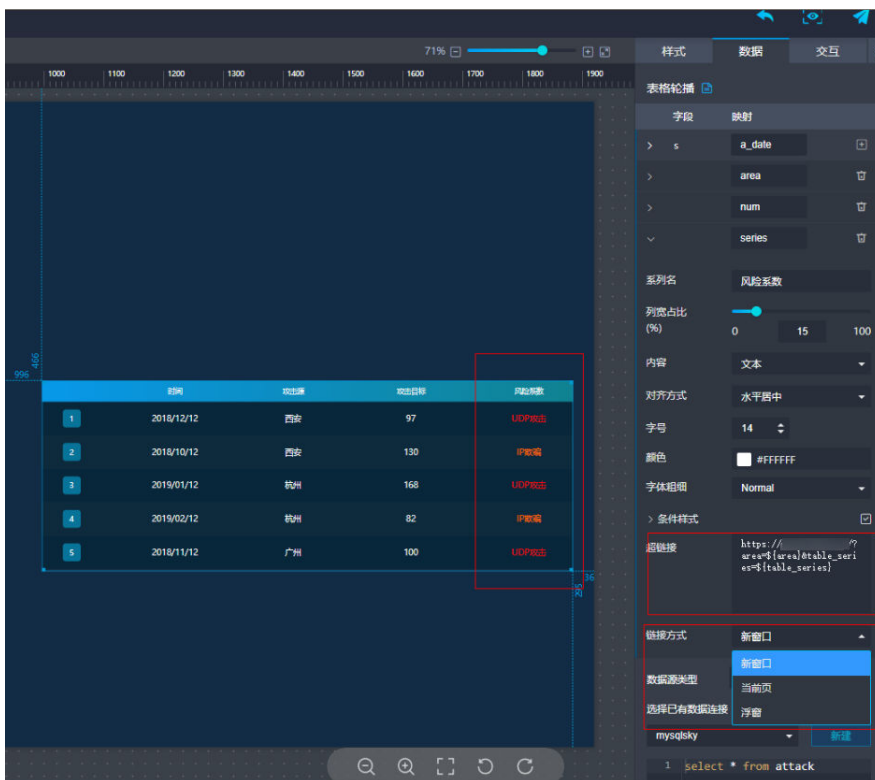 71%
样式 数据 交互
1000 1100 1200 1300 1400 1500 1600 1700 1800 1900
表格轮播
字段 映射
s a_date
area
num
series
系列名 风险系数
列宽占比
(%) 0 15 100
内容 文本
对齐方式 水平居中
字号 14
颜色 #FFFFFF
字体粗细 Normal
条件样式
超链接 https:// /?
area=${area}&table_seri
es=${table_series}
链接方式 新窗口
新窗口
当前页
浮窗
数据源类型
选择已有数据连接
mysqlsky 新建
1 select * from attack
996 466
时间 攻击源 攻击目标 风险系数
1 2018/12/12 西安 97 UDP攻击
2 2018/10/12 西安 130 IP欺骗
3 2019/01/12 杭州 168 UDP攻击
4 2019/02/12 杭州 82 IP欺骗
5 2018/11/12 广州 100 UDP攻击
36
295